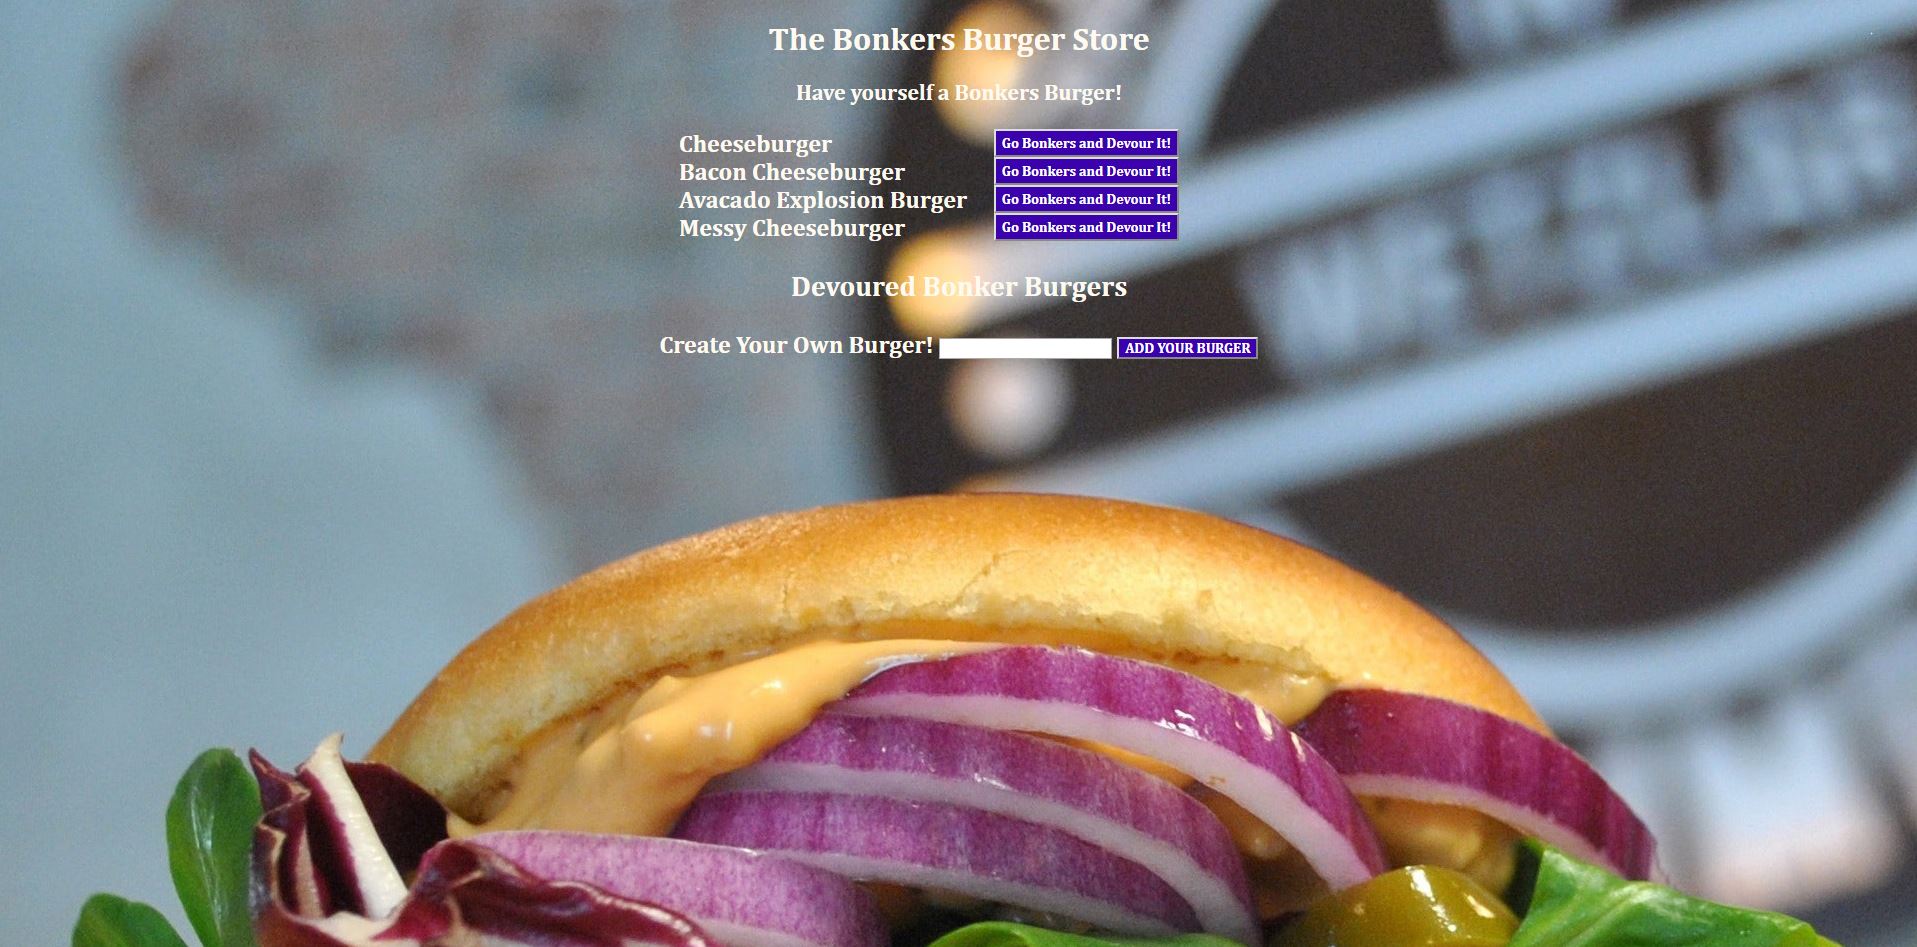 The Bonkers Burger Store
Have yourself a Bonkers Burger!
Cheeseburger Go Bonkers and Devour It!
Bacon Cheeseburger Go Bonkers and Devour It!
Avacado Explosion Burger Go Bonkers and Devour It!
Messy Cheeseburger Go Bonkers and Devour It!
Devoured Bonker Burgers
Create Your Own Burger! ADD YOUR BURGER